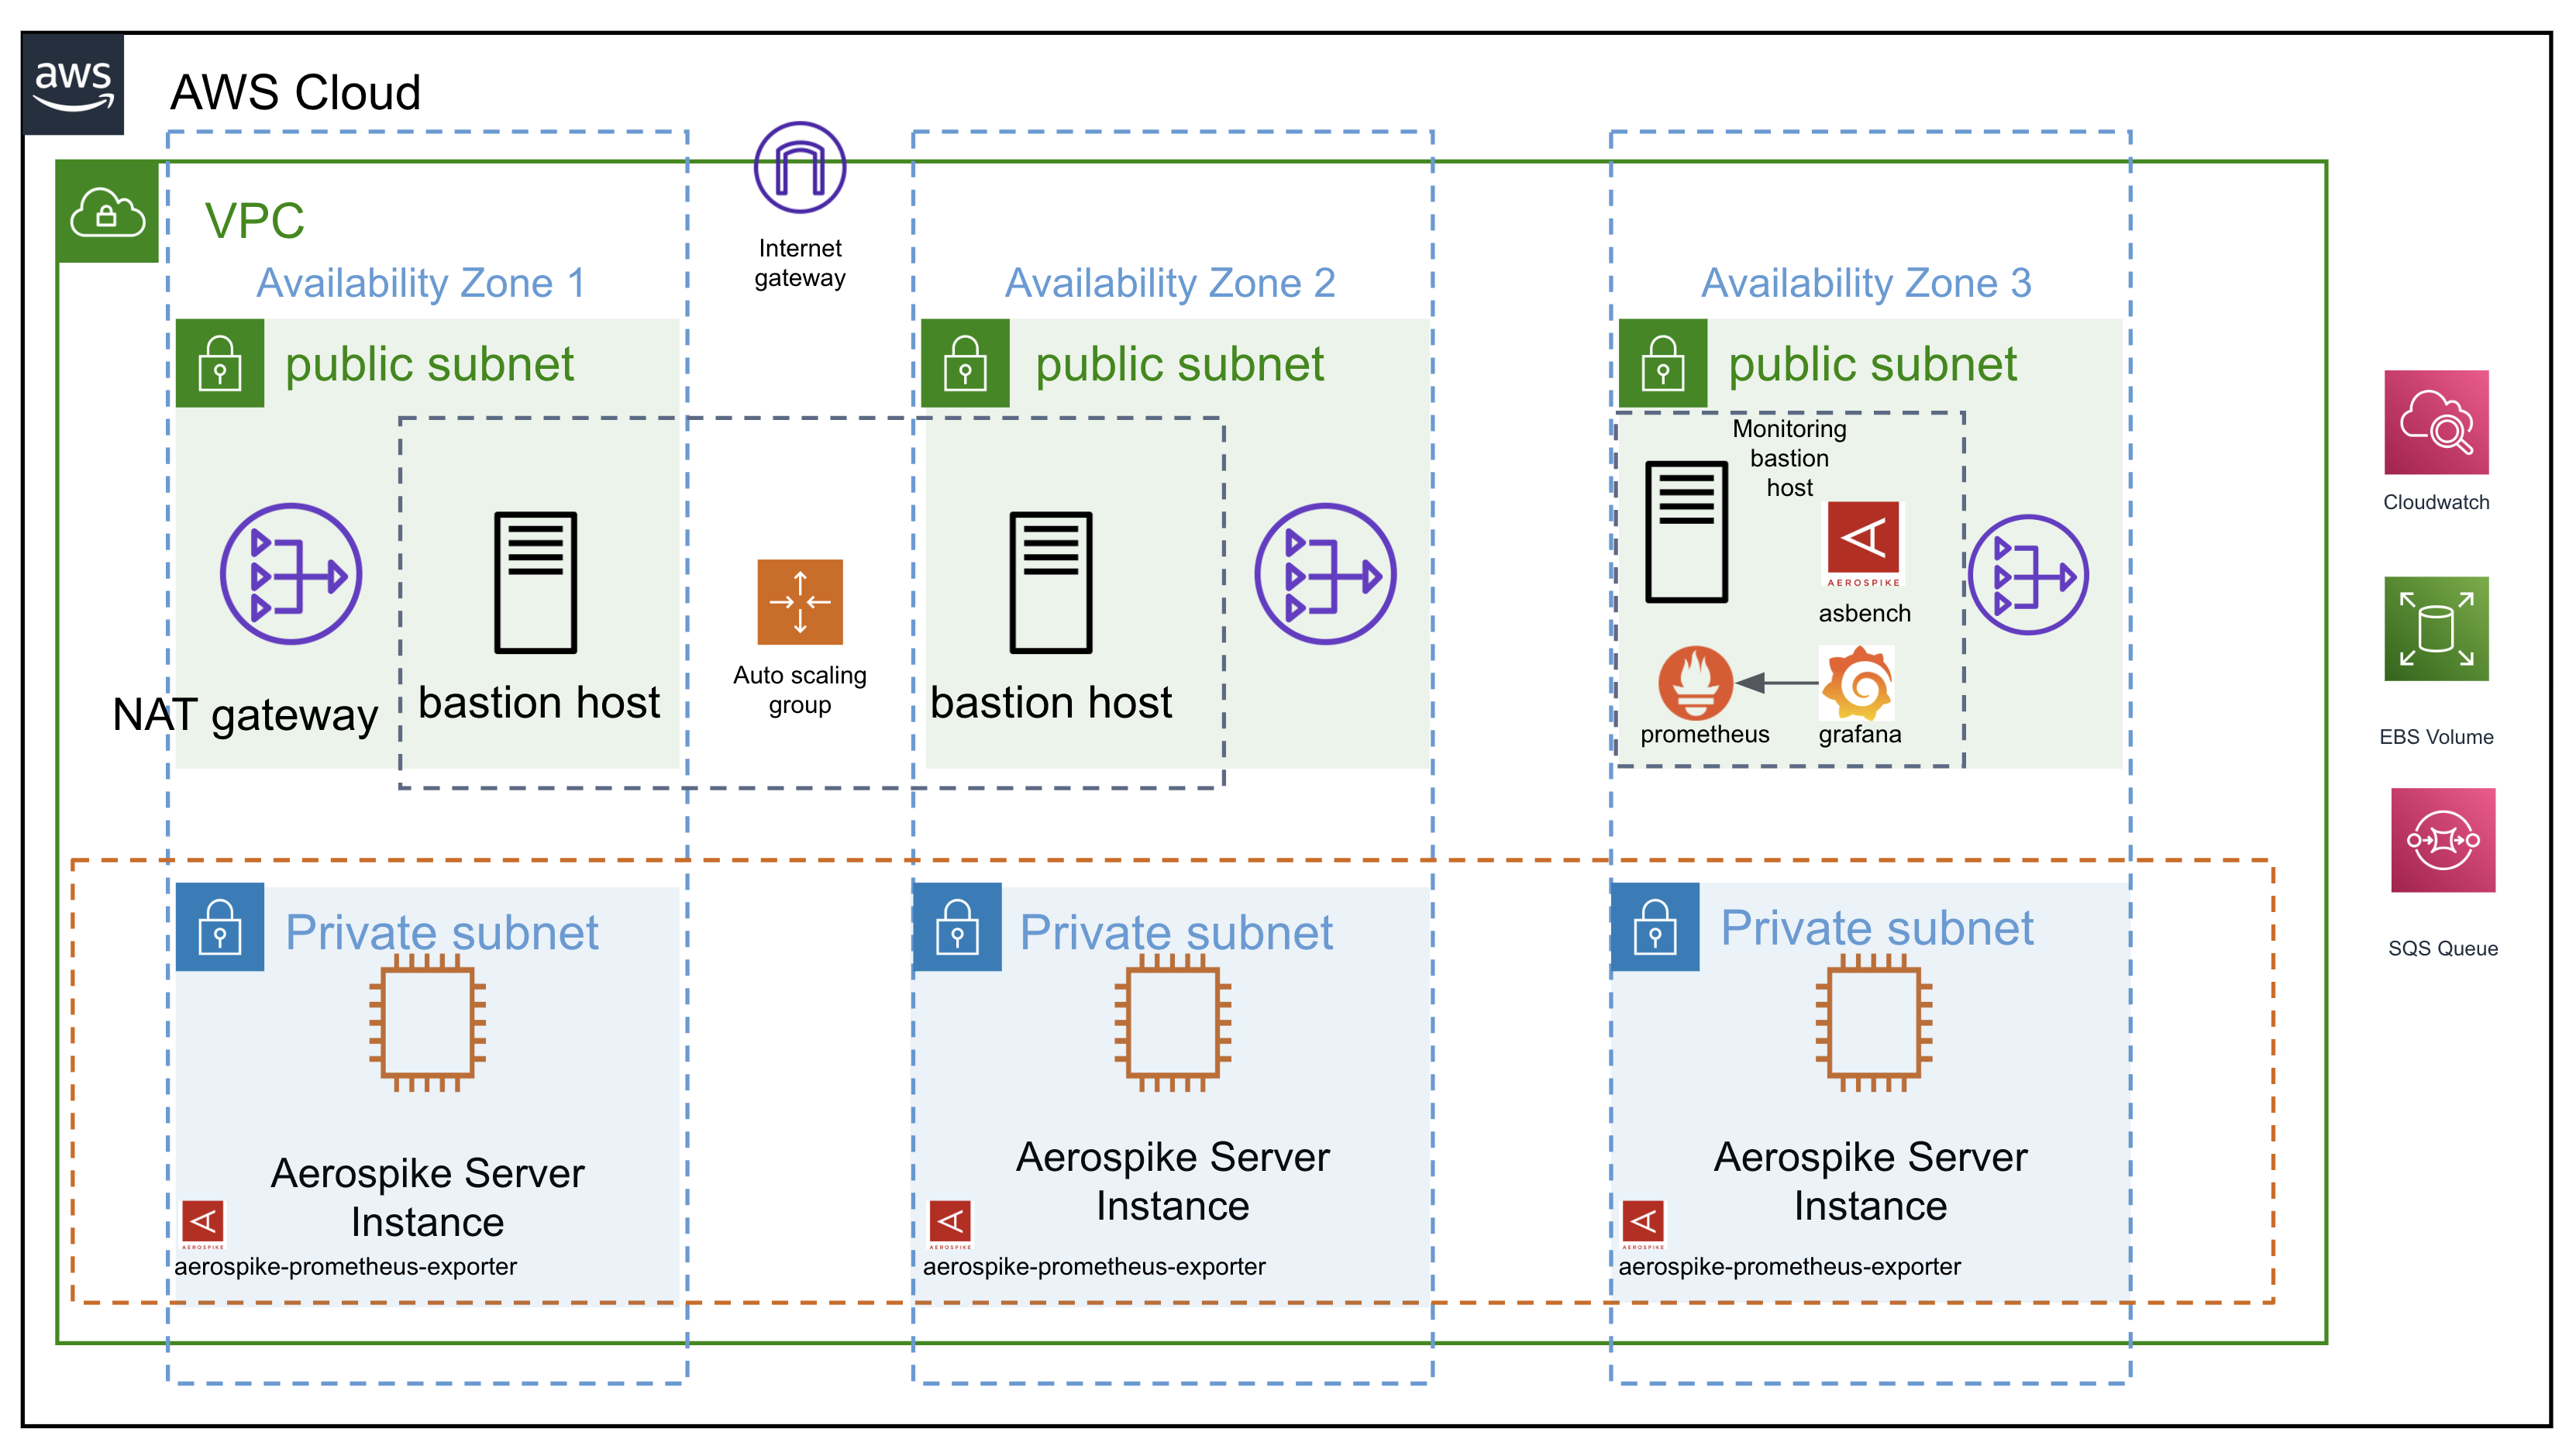 aws
AWS Cloud
VPC
Internet
gateway
Availability Zone 1
Availability Zone 2
Availability Zone 3
public subnet
public subnet
public subnet
NAT gateway
bastion host
Auto scaling
group
bastion host
Monitoring
bastion
host
AEROSPIKE
asbench
prometheus
grafana
Cloudwatch
EBS Volume
SQS Queue
Private subnet
Private subnet
Private subnet
Aerospike Server
Instance
AEROSPIKE
aerospike-prometheus-exporter
Aerospike Server
Instance
AEROSPIKE
aerospike-prometheus-exporter
Aerospike Server
Instance
AEROSPIKE
aerospike-prometheus-exporter